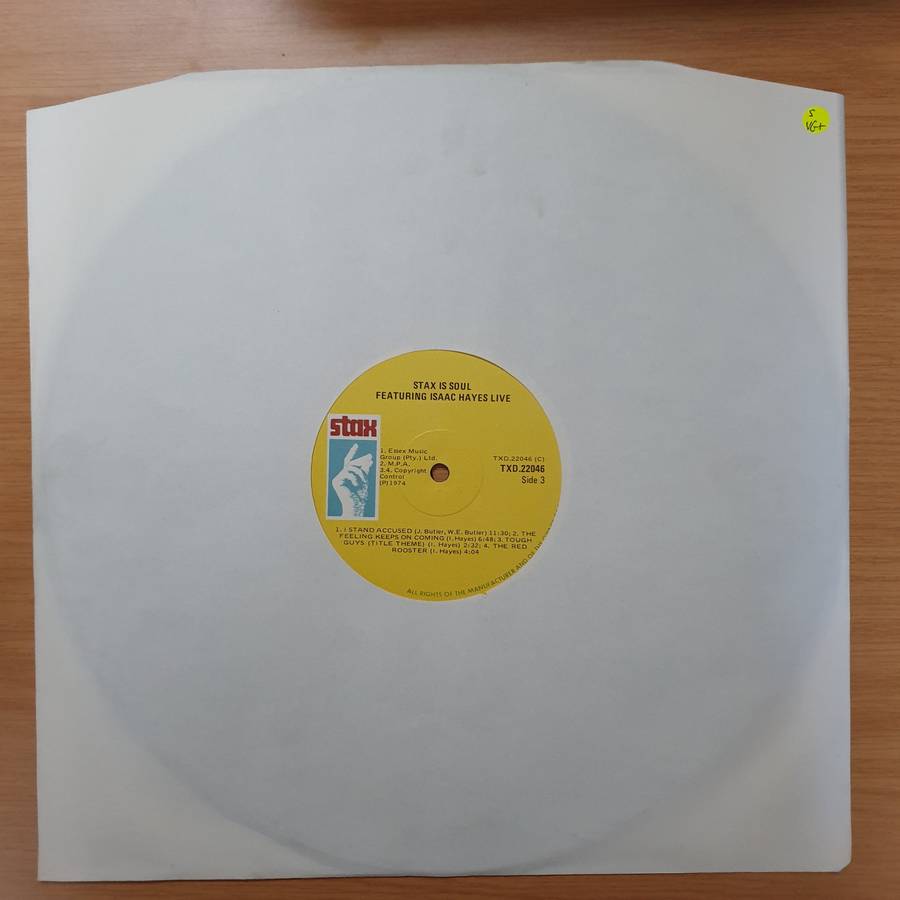 5
VG+
STAX IS SOUL
FEATURING ISAAC HAYES LIVE
stax
1. Essex Music
Group (Pty.) Ltd.
2. M.P.A.
3.4. Copyright
Control
(P)1974
TXD.22046 (C)
TXD.22046
Side 3
1. I STAND ACCUSED (J. Butler, W.E. Butler) 11:30; 2. THE
FEELING KEEPS ON COMING (I. Hayes) 6:48; 3. TOUGH
GUYS (TITLE THEME) (I. Hayes) 2:32; 4. THE RED
ROOSTER (I. Hayes) 4:04
ALL RIGHTS OF THE MANUFACTURER AND OF THE